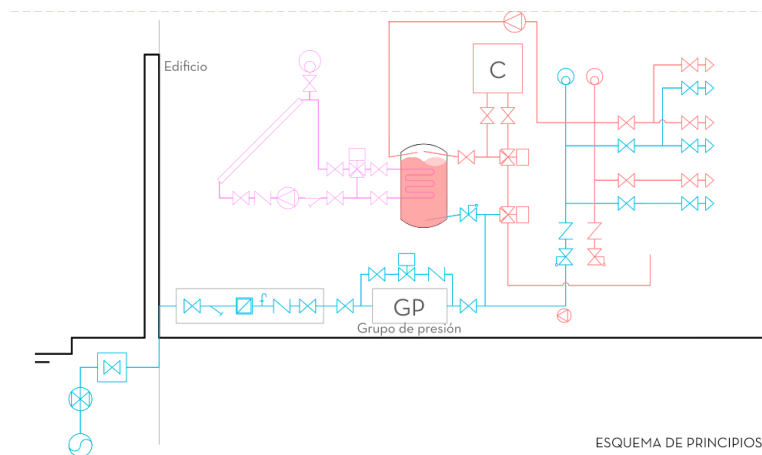 Edificio
C
GP
Grupo de presión
ESQUEMA DE PRINCIPIOS